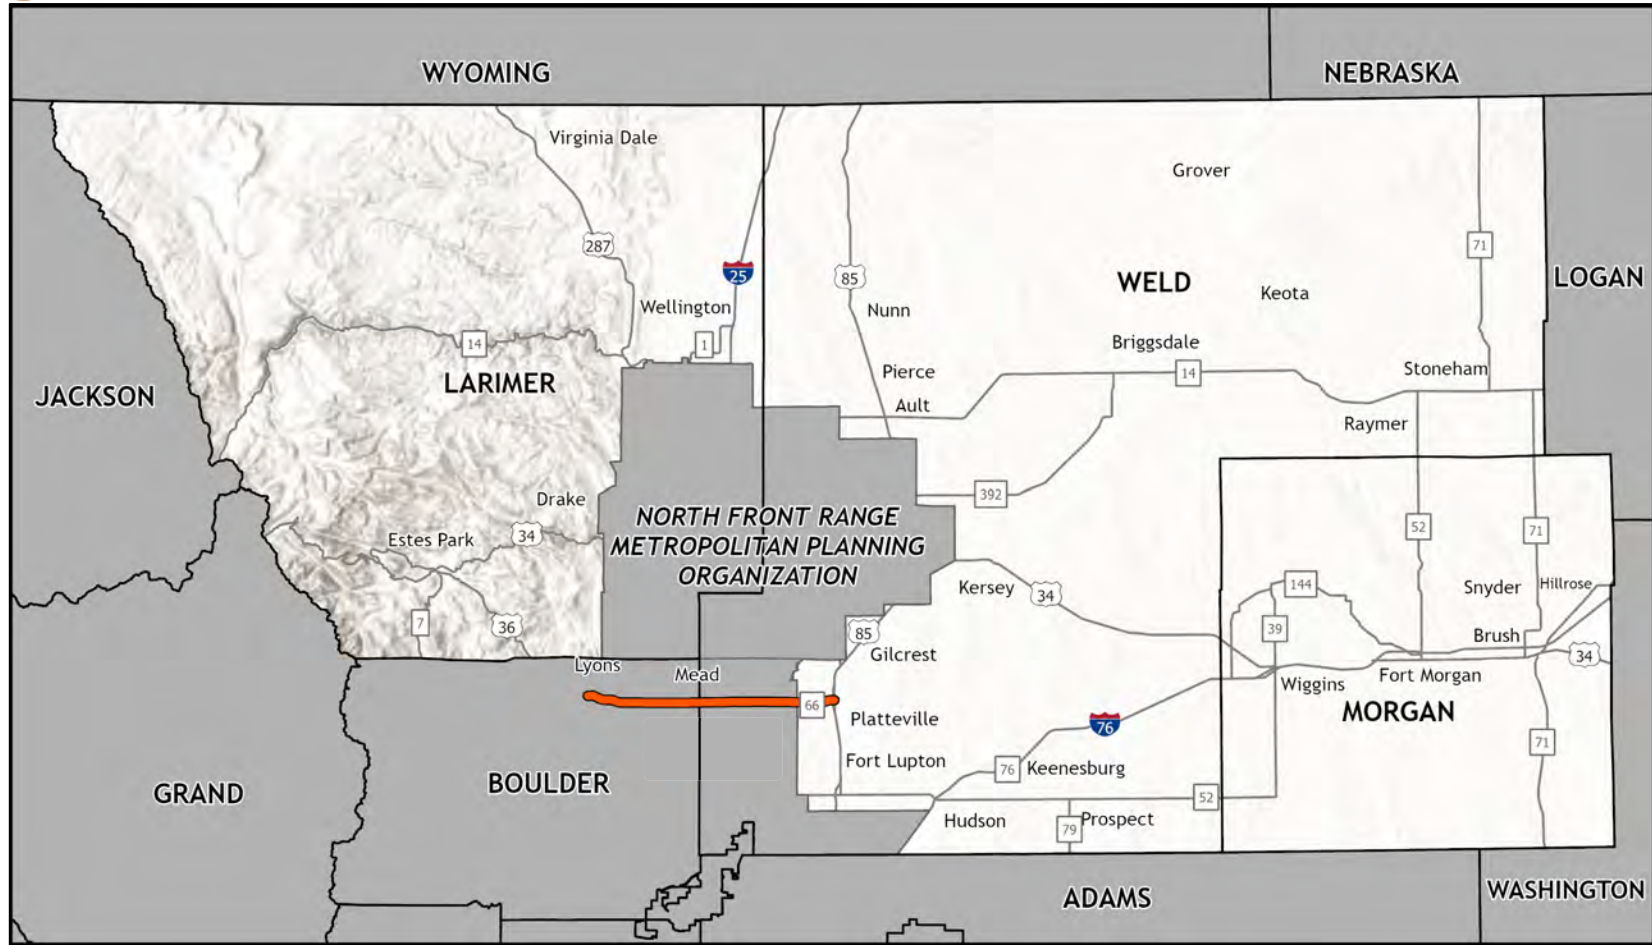 WYOMING
NEBRASKA
Virginia Dale
Grover
287
25
85
71
WELD
LOGAN
Keota
Wellington
Nunn
1
14
Briggsdale
LARIMER
Pierce
14
Stoneham
JACKSON
Ault
Raymer
392
Drake
NORTH FRONT RANGE
METROPOLITAN PLANNING
ORGANIZATION
52
71
34
Estes Park
Kersey
34
144
Snyder
Hillrose
7
36
85
39
Brush
Gilcrest
34
Lyons
Mead
Wiggins
Fort Morgan
66
Platteville
76
MORGAN
71
Fort Lupton
76
Keenesburg
BOULDER
GRAND
52
Hudson
79
Prospect
ADAMS
WASHINGTON